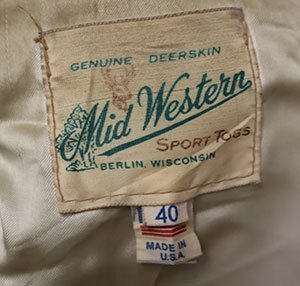 GENUINE DEERSKIN
Mid Western
SPORT TOGS
BERLIN, WISCONSIN
40
MADE IN
U.S.A.